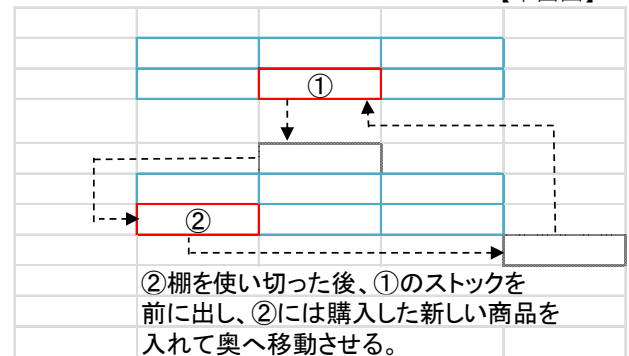 ①
②
②棚を使い切った後、①のストックを
前に出し、②には購入した新しい商品を
入れて奥へ移動させる。